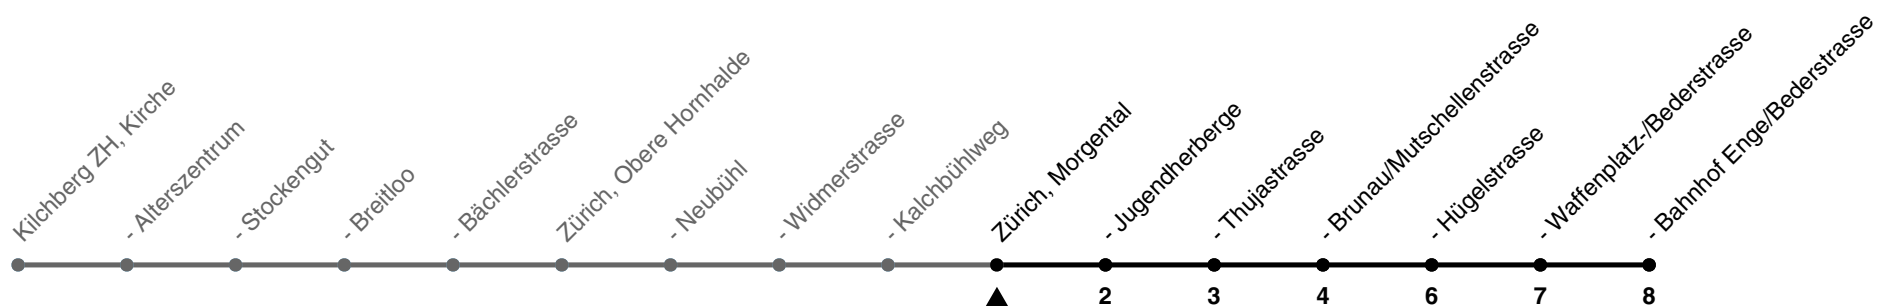 Kilchberg ZH, Kirche
- Alterszentrum
- Stockengut
- Breitloo
- Bächlerstrasse
Zürich, Obere Hornhalde
- Neubühl
- Widmerstrasse
- Kalchbühlweg
Zürich, Morgental
- Jugendherberge
- Thujastrasse
- Brunau/Mutschellenstrasse
- Hügelstrasse
- Waffenplatz-/Bederstrasse
- Bahnhof Enge/Bederstrasse
2 3 4 6 7 8